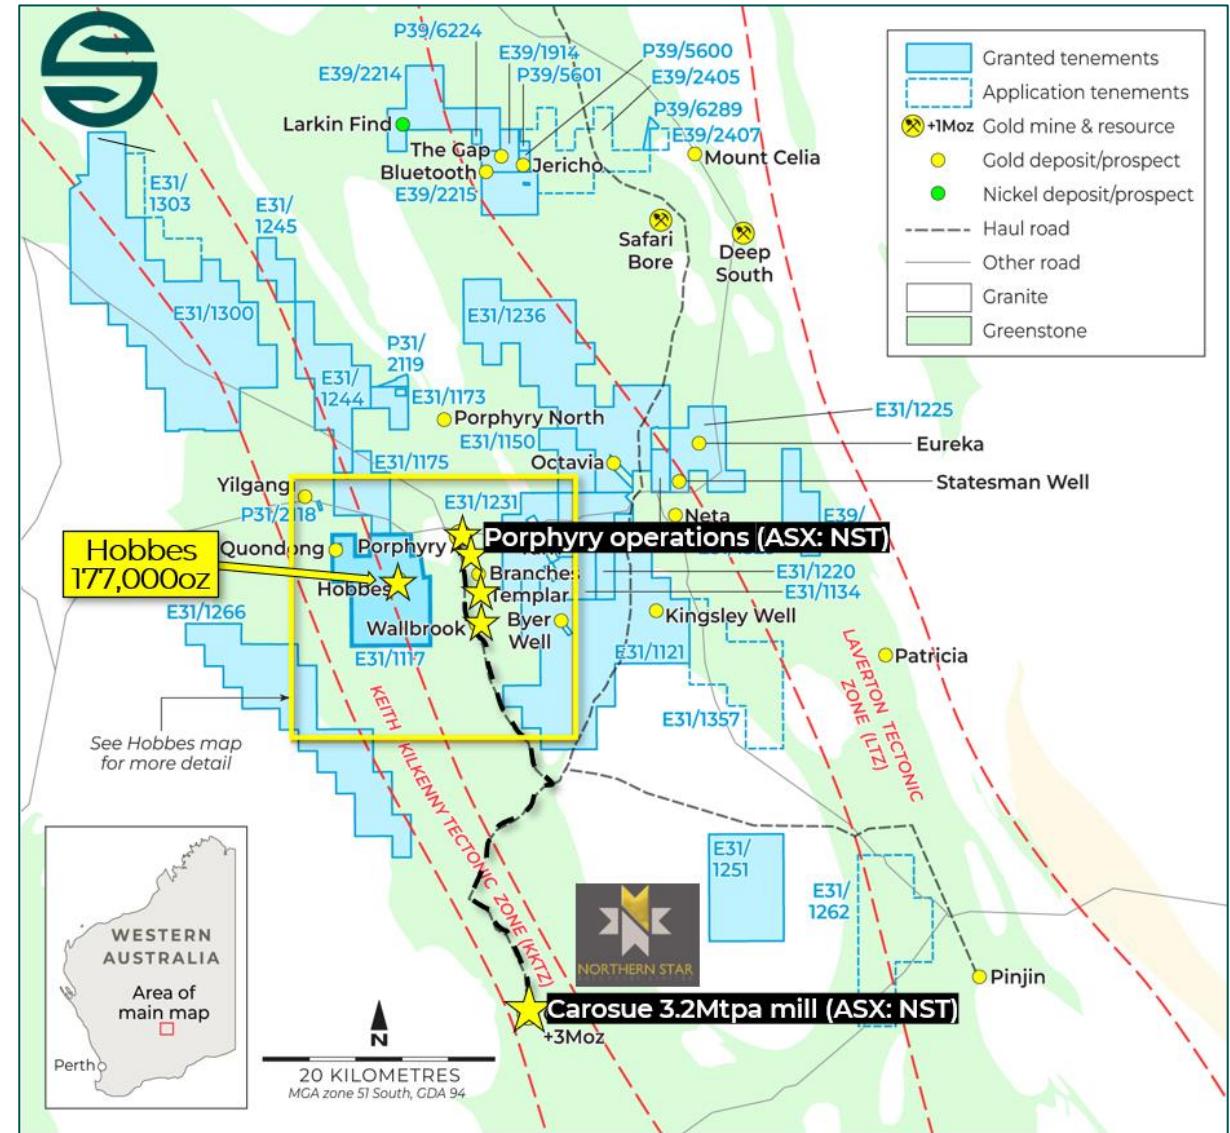 P39/6224
E39/1914
P39/5600
E39/2214
P39/5601
E39/2405
P39/6289
Larkin Find
E39/2407
The Gap
Jericho
Mount Celia
Bluetooth
E39/2215
E31/
1303
E31/
1245
Safari
Bore
Deep
South
E31/1300
E31/1236
P31/
2119
E31/
1244
E31/1173
Porphyry North
E31/1225
E31/1150
Eureka
E31/1175
Octavia
Yilgang
Statesman Well
P31/2118
E31/1231
Neta
E39/
Quondong
Porphyry
Porphyry operations (ASX: NST)
Hobbes
177,000oz
Branches
E31/1220
Hobbes
Templar
E31/1134
E31/1266
Wallbrook
Byer
Well
Kingsley Well
E31/1117
E31/1121
Patricia
E31/1357
KEITH KILKENNY TECTONIC ZONE (KKTZ)
LAVERTON TECTONIC
ZONE (LTZ)
See Hobbes map
for more detail
E31/
1251
E31/
1262
NORTHERN STAR
Pinjin
Carosue 3.2Mtpa mill (ASX: NST)
+3Moz
WESTERN
AUSTRALIA
Area of
main map
Perth
N
20 KILOMETRES
MGA zone 51 South, GDA 94
Granted tenements
Application tenements
+1Moz Gold mine & resource
Gold deposit/prospect
Nickel deposit/prospect
Haul road
Other road
Granite
Greenstone